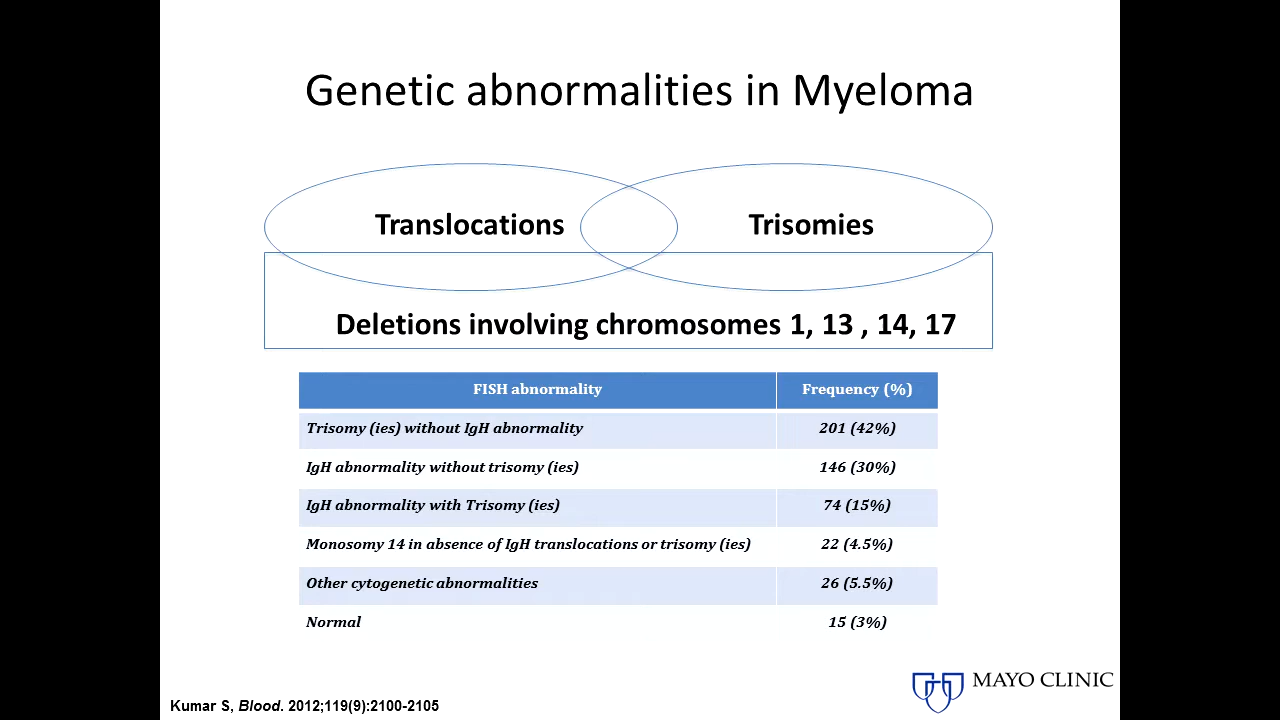 Genetic abnormalities in Myeloma
Translocations
Trisomies
Deletions involving chromosomes 1, 13 , 14, 17
FISH abnormality Frequency (%)
Trisomy (ies) without IgH abnormality 201 (42%)
IgH abnormality without trisomy (ies) 146 (30%)
IgH abnormality with Trisomy (ies) 74 (15%)
Monosomy 14 in absence of IgH translocations or trisomy (ies) 22 (4.5%)
Other cytogenetic abnormalities 26 (5.5%)
Normal 15 (3%)
MAYO CLINIC
Kumar S, Blood. 2012;119(9):2100-2105